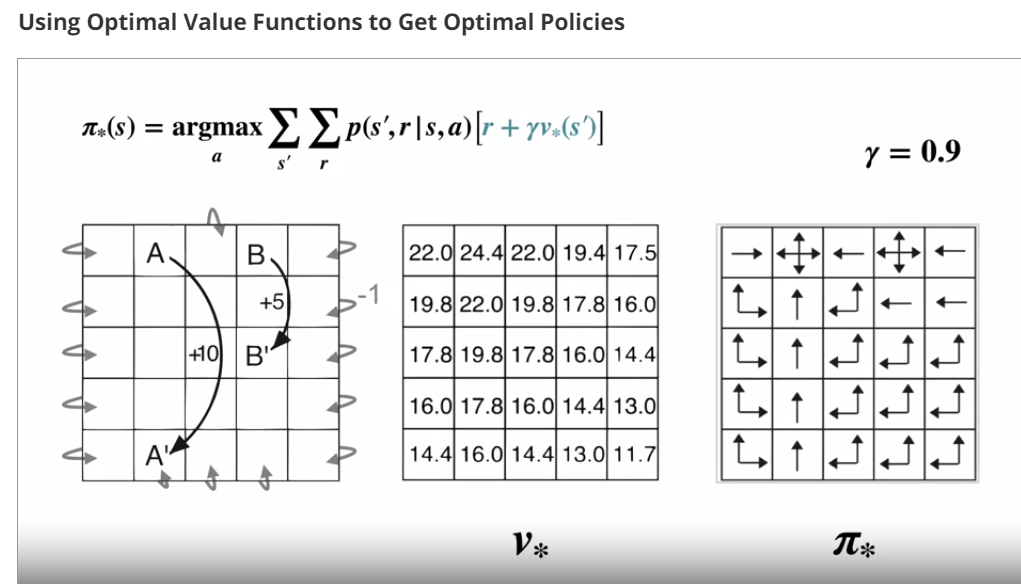 Using Optimal Value Functions to Get Optimal Policies
π*(s) = argmax_a Σ_s' Σ_r p(s', r | s, a)[r + γv*(s')]
γ = 0.9
A B
+5 -1
+10 B'
A'
22.0 24.4 22.0 19.4 17.5
19.8 22.0 19.8 17.8 16.0
17.8 19.8 17.8 16.0 14.4
16.0 17.8 16.0 14.4 13.0
14.4 16.0 14.4 13.0 11.7
v*
π*